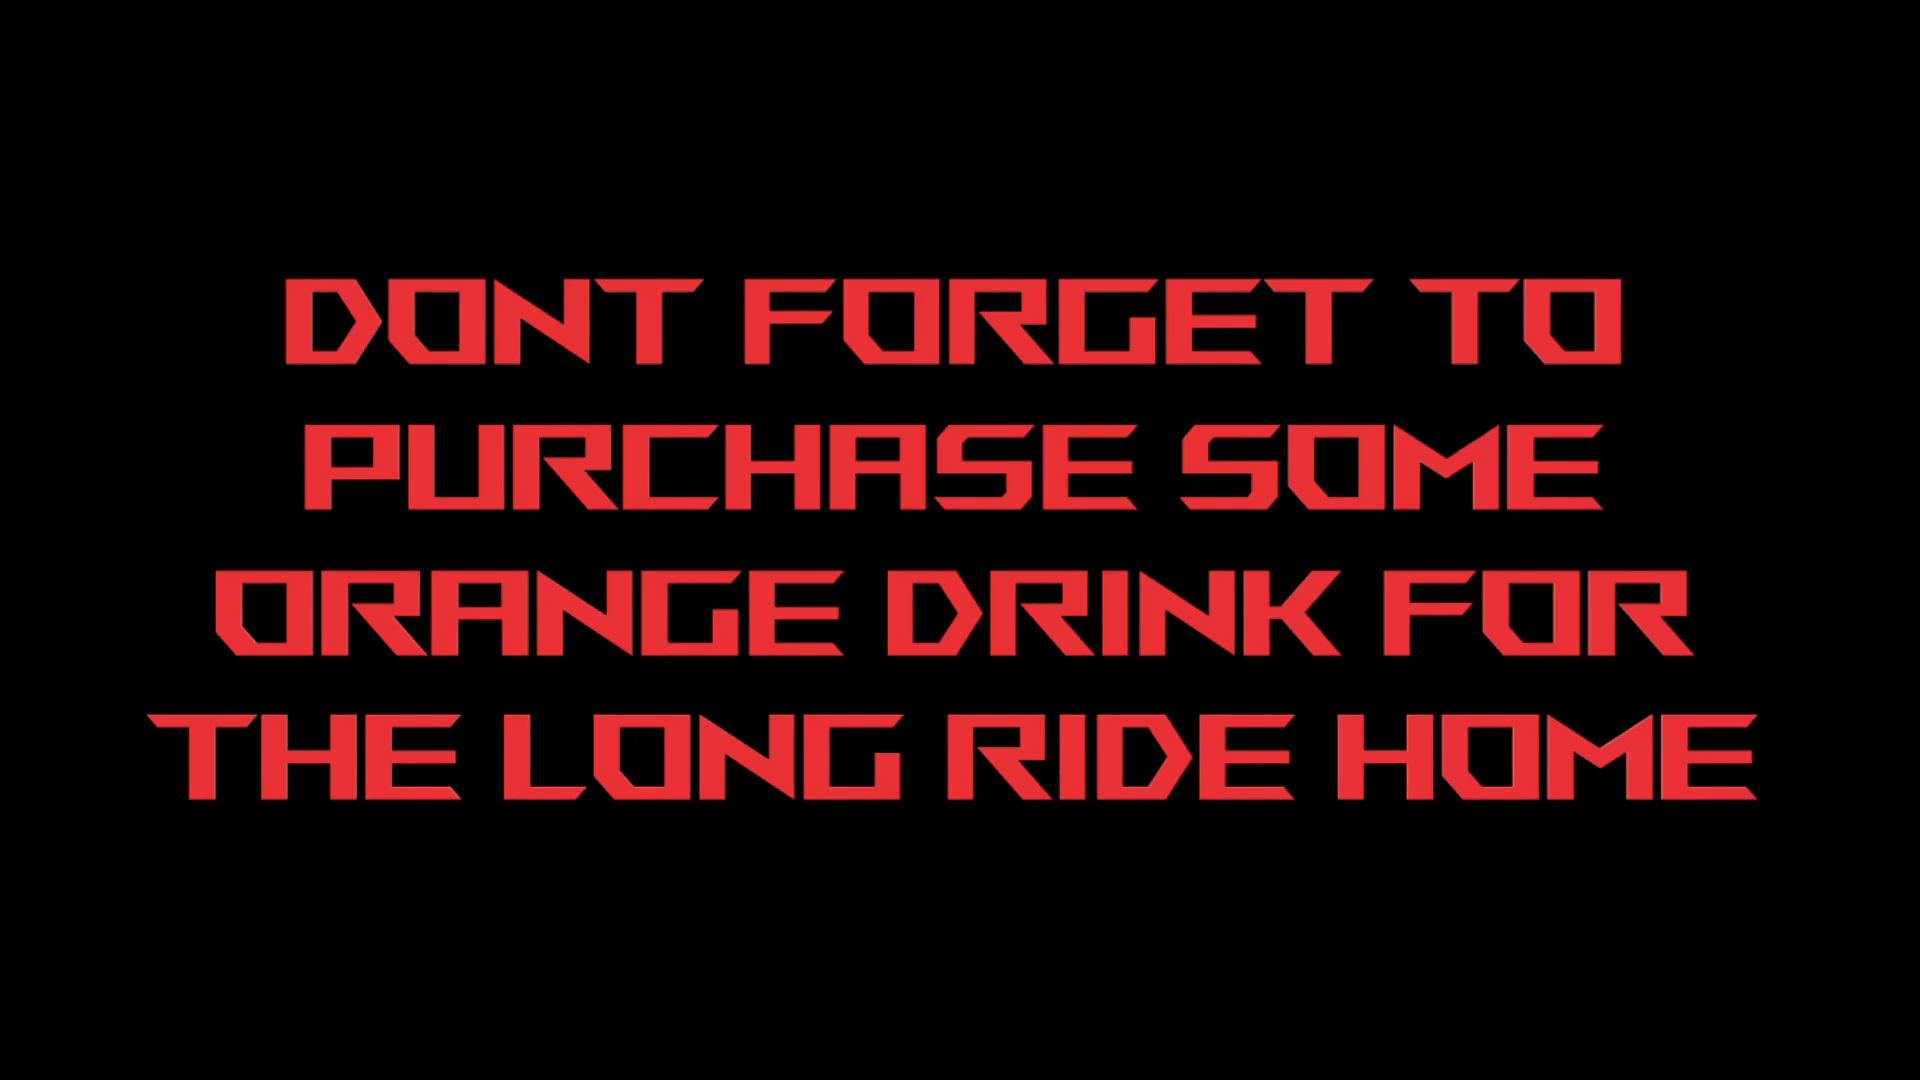 DONT FORGET TO
PURCHASE SOME
ORANGE DRINK FOR
THE LONG RIDE HOME